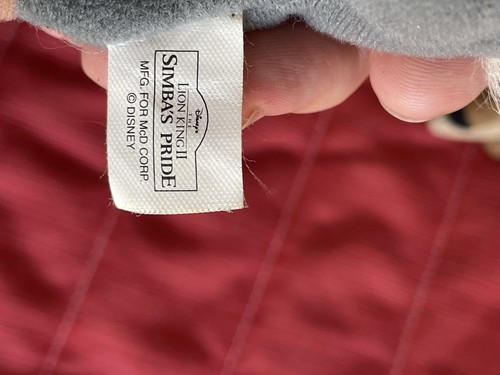 Disney's
THE
LION KING II
SIMBA'S PRIDE
MFG. FOR McD CORP.
© DISNEY